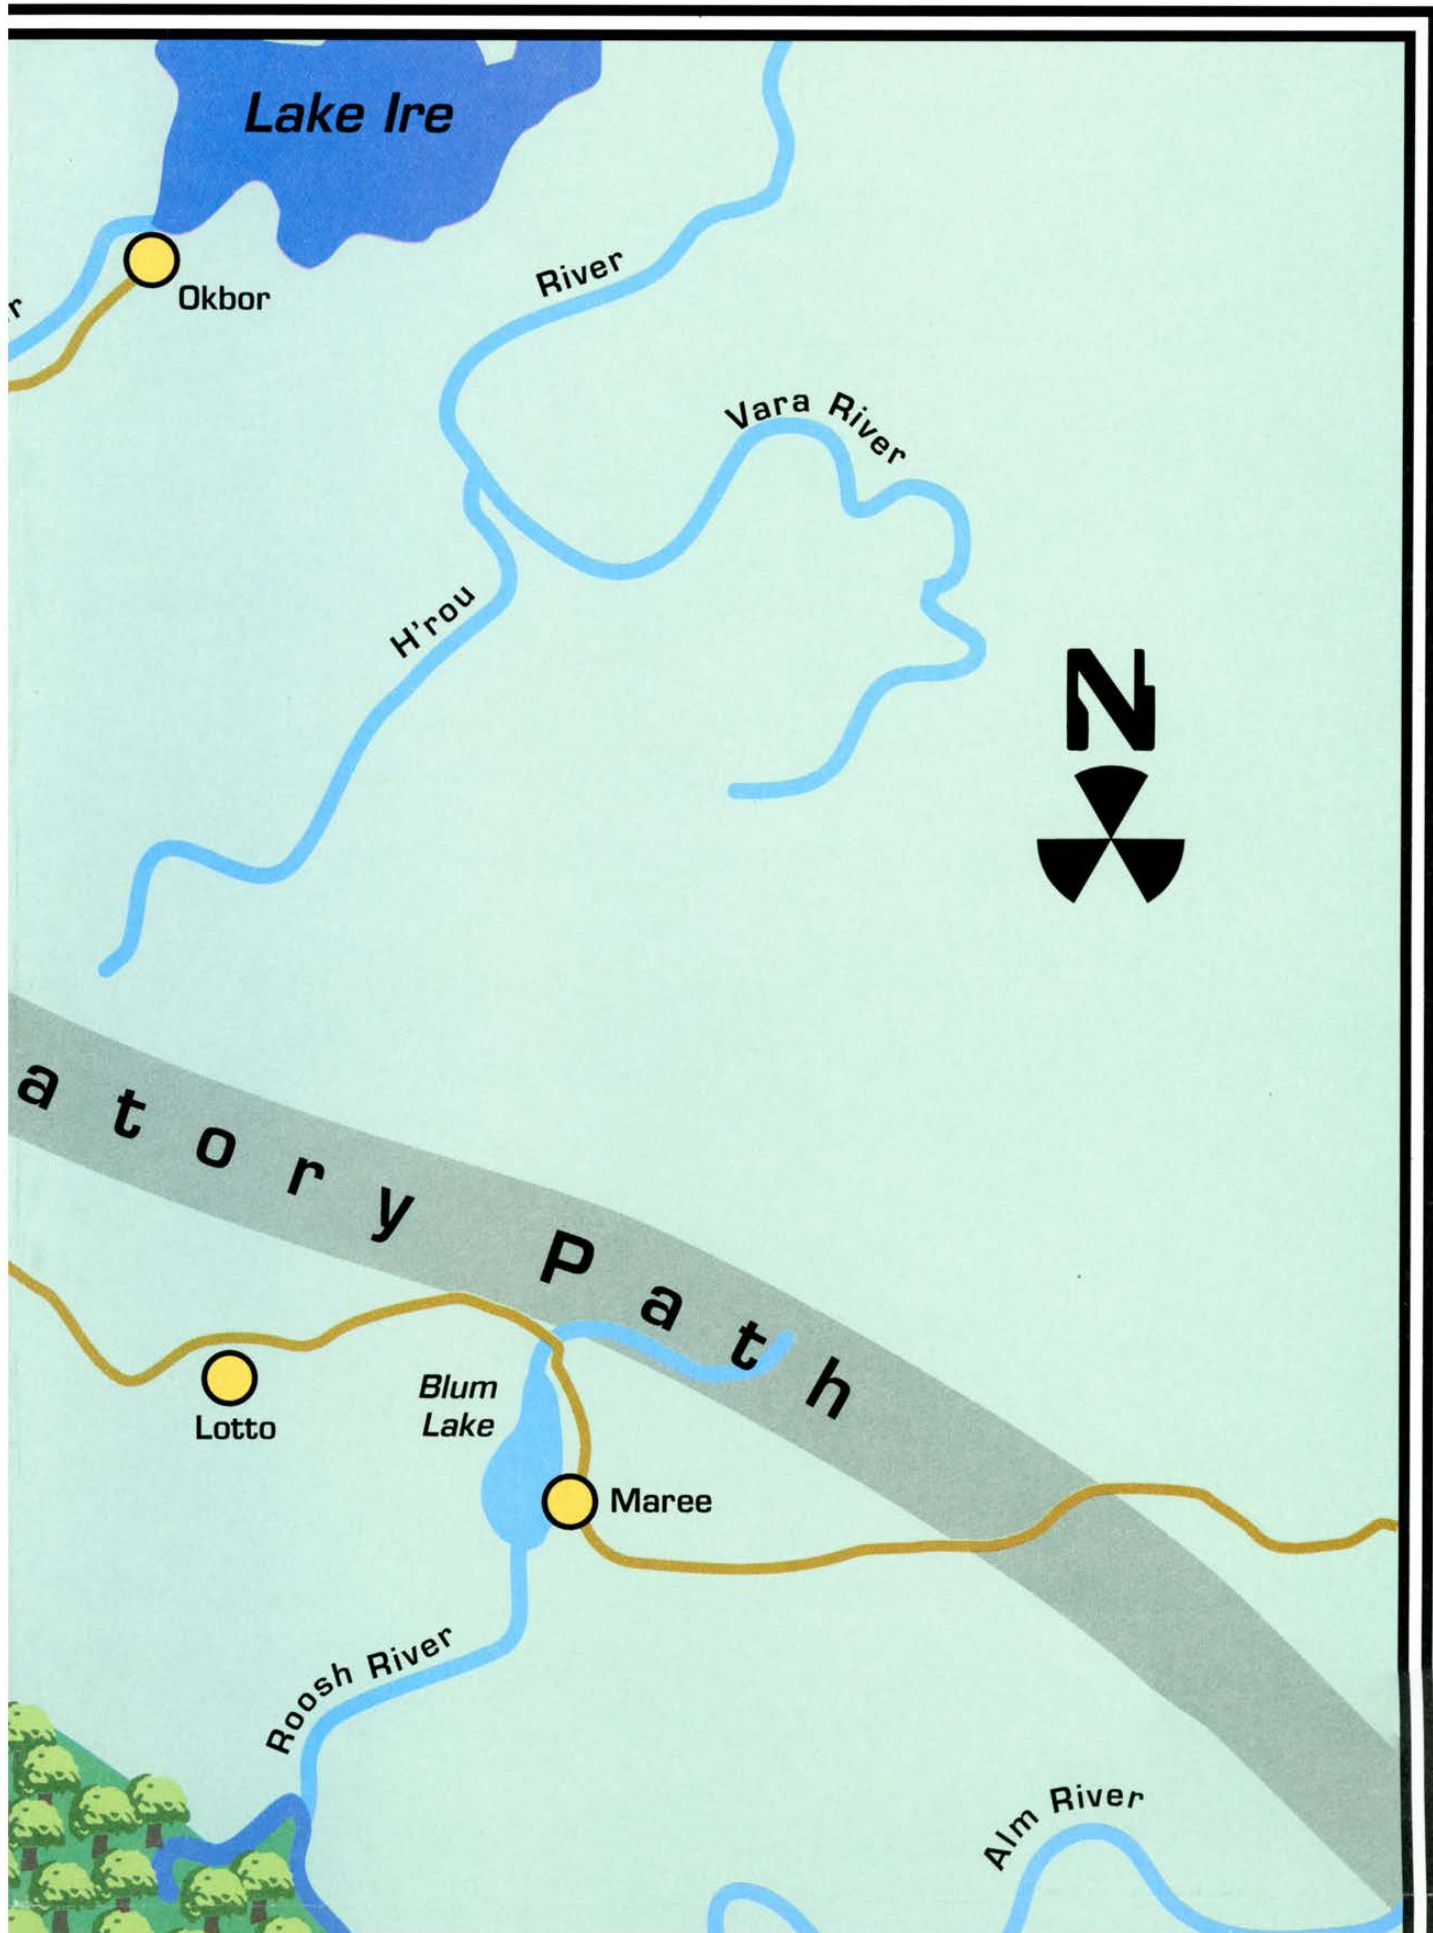 Lake Ire
r
Okbor
River
Vara River
H'rou
N
atory Path
Blum
Lake
Lotto
Maree
Roosh River
Alm River